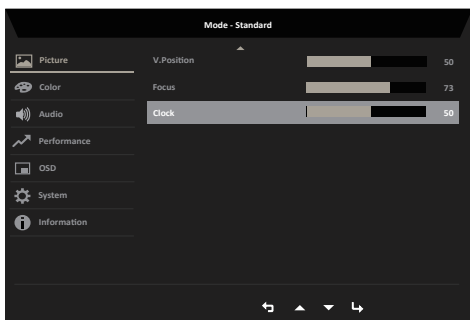 Mode - Standard
Picture
V.Position 50
Color
Focus 73
Audio
Clock 50
Performance
OSD
System
Information